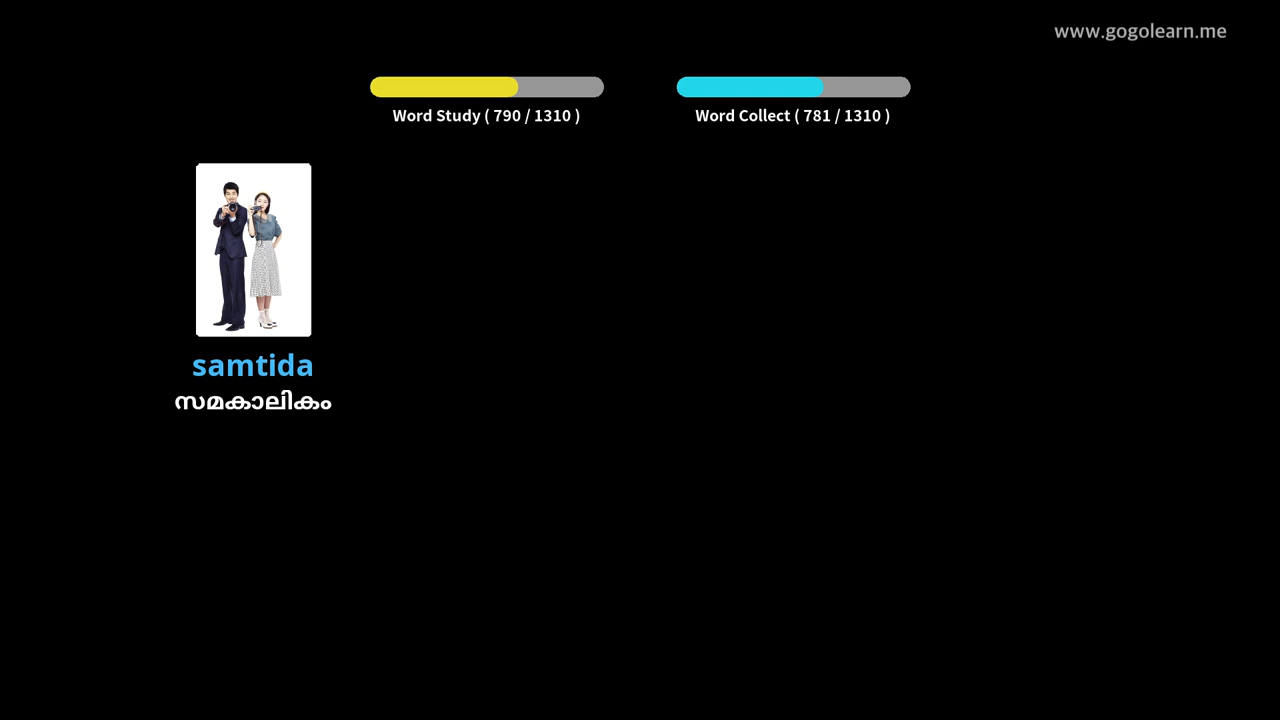 www.gogolearn.me
Word Study ( 790 / 1310 )
Word Collect ( 781 / 1310 )
samtida
സമകാലികം